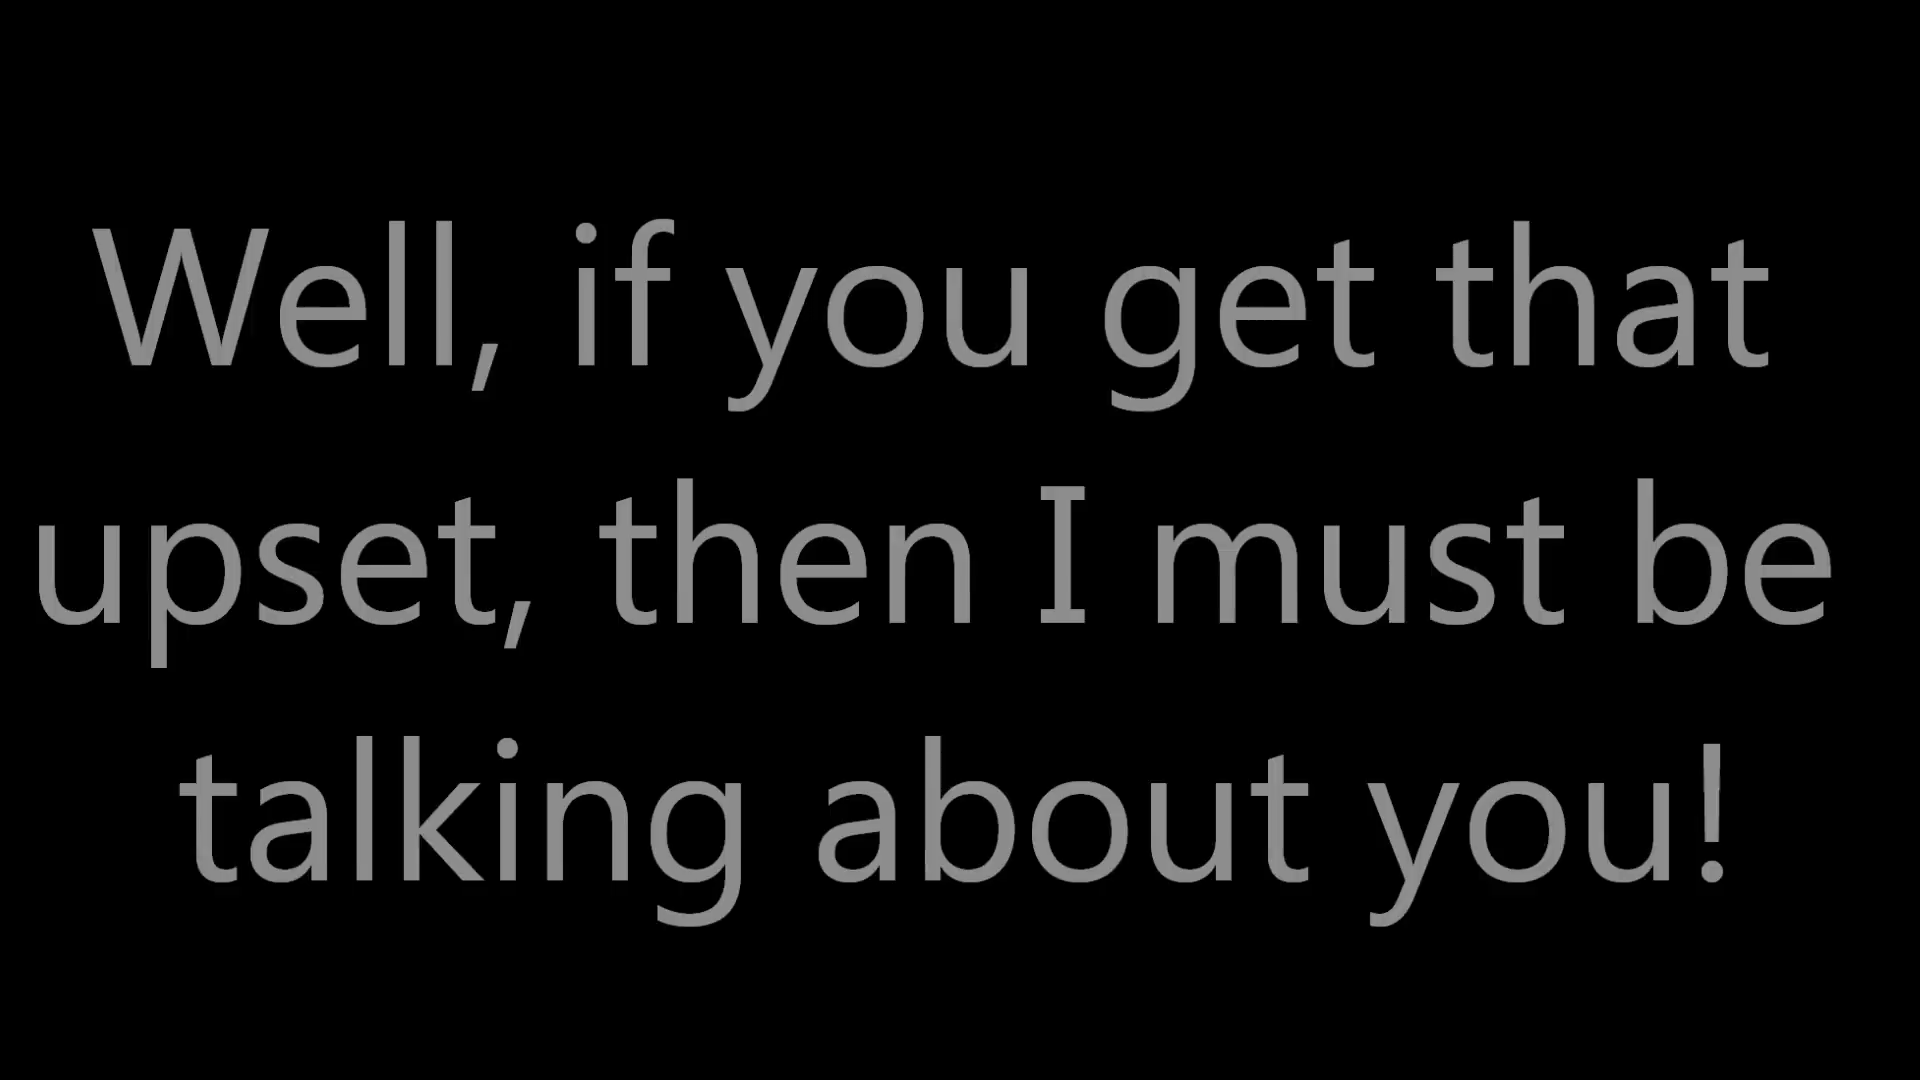 Well, if you get that
upset, then I must be
talking about you!